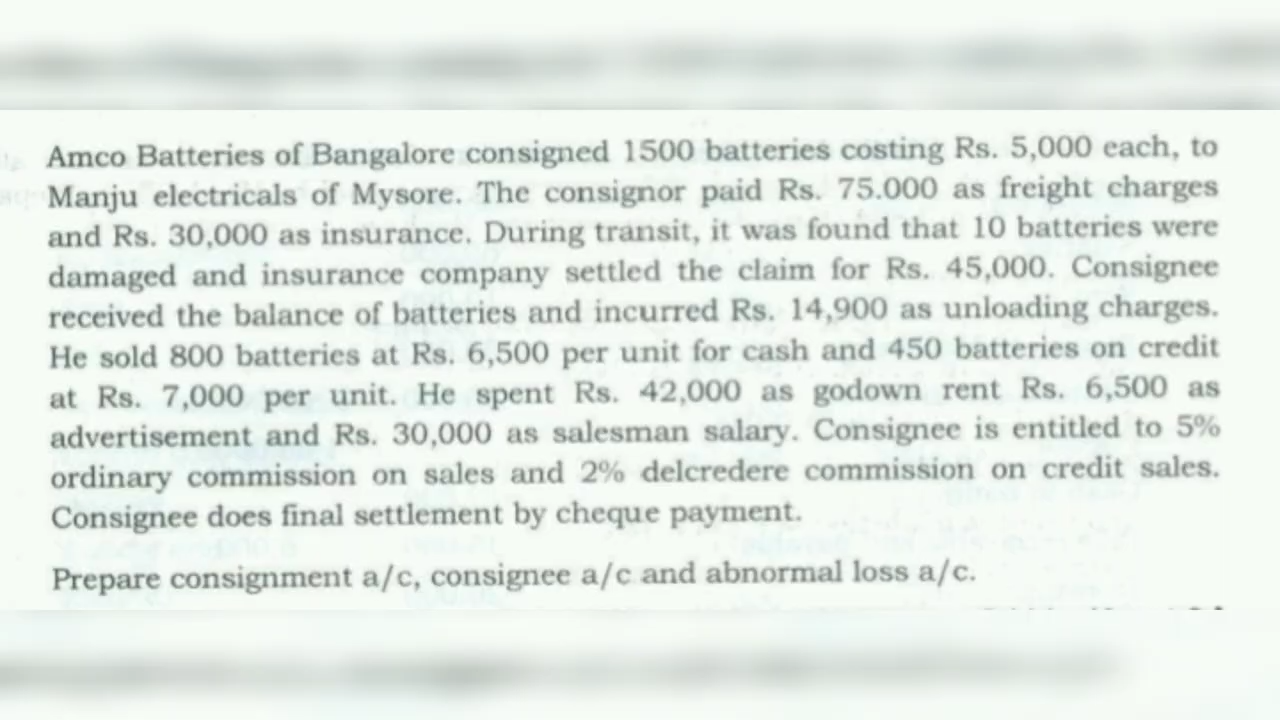 Amco Batteries of Bangalore consigned 1500 batteries costing Rs. 5,000 each, to
Manju electricals of Mysore. The consignor paid Rs. 75.000 as freight charges
and Rs. 30,000 as insurance. During transit, it was found that 10 batteries were
damaged and insurance company settled the claim for Rs. 45,000. Consignee
received the balance of batteries and incurred Rs. 14,900 as unloading charges.
He sold 800 batteries at Rs. 6,500 per unit for cash and 450 batteries on credit
at Rs. 7,000 per unit. He spent Rs. 42,000 as godown rent Rs. 6,500 as
advertisement and Rs. 30,000 as salesman salary. Consignee is entitled to 5%
ordinary commission on sales and 2% delcredere commission on credit sales.
Consignee does final settlement by cheque payment.
Prepare consignment a/c, consignee a/c and abnormal loss a/c.